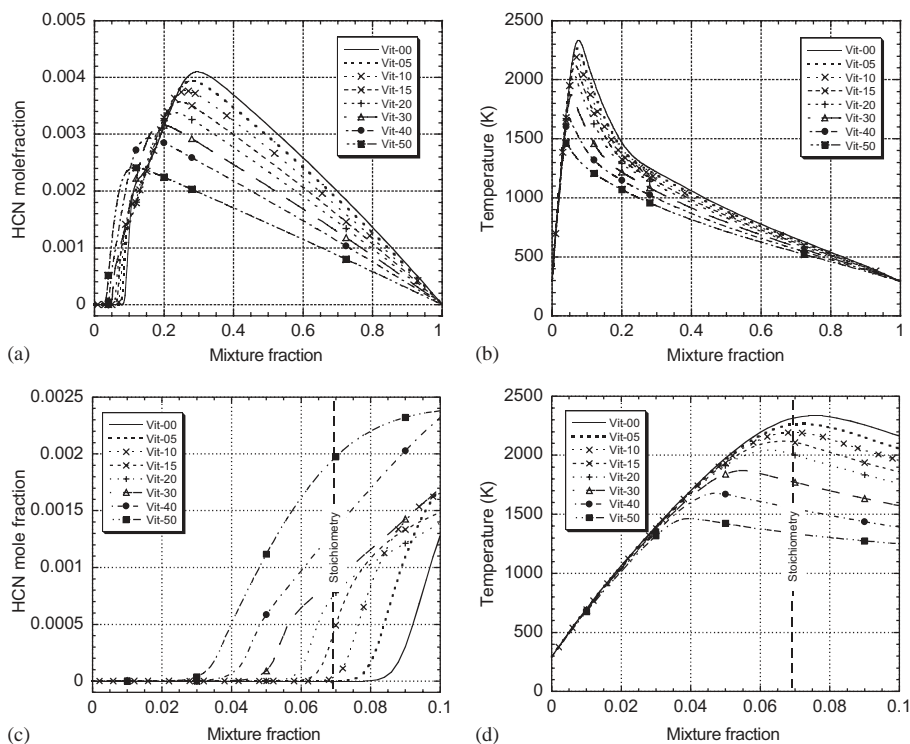 0.005
0.004
0.003
0.002
0.001
0
HCN molefraction
Vit-00
Vit-05
Vit-10
Vit-15
Vit-20
Vit-30
Vit-40
Vit-50
0 0.2 0.4 0.6 0.8 1
Mixture fraction
(a)
2500
2000
1500
1000
500
0
Temperature (K)
Vit-00
Vit-05
Vit-10
Vit-15
Vit-20
Vit-30
Vit-40
Vit-50
0 0.2 0.4 0.6 0.8 1
Mixture fraction
(b)
0.0025
0.002
0.0015
0.001
0.0005
0
HCN mole fraction
Vit-00
Vit-05
Vit-10
Vit-15
Vit-20
Vit-30
Vit-40
Vit-50
Stoichiometry
0 0.02 0.04 0.06 0.08 0.1
Mixture fraction
(c)
2500
2000
1500
1000
500
0
Temperature (K)
Vit-00
Vit-05
Vit-10
Vit-15
Vit-20
Vit-30
Vit-40
Vit-50
Stoichiometry
0 0.02 0.04 0.06 0.08 0.1
Mixture fraction
(d)